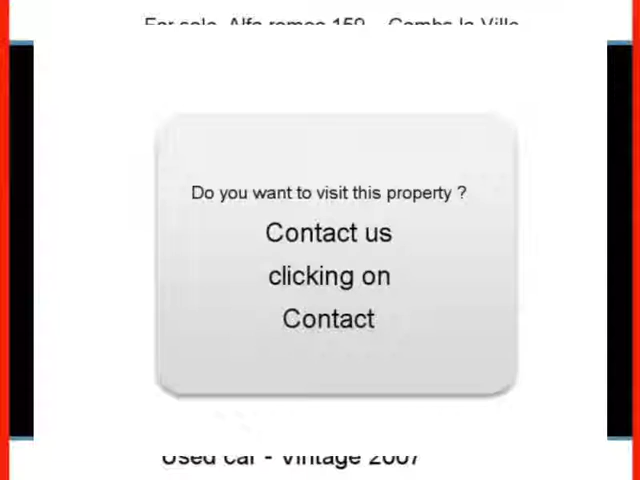 For sale Alfa romeo 159 - Combs la Ville
Do you want to visit this property ?
Contact us
clicking on
Contact
Used car - Vintage 2007